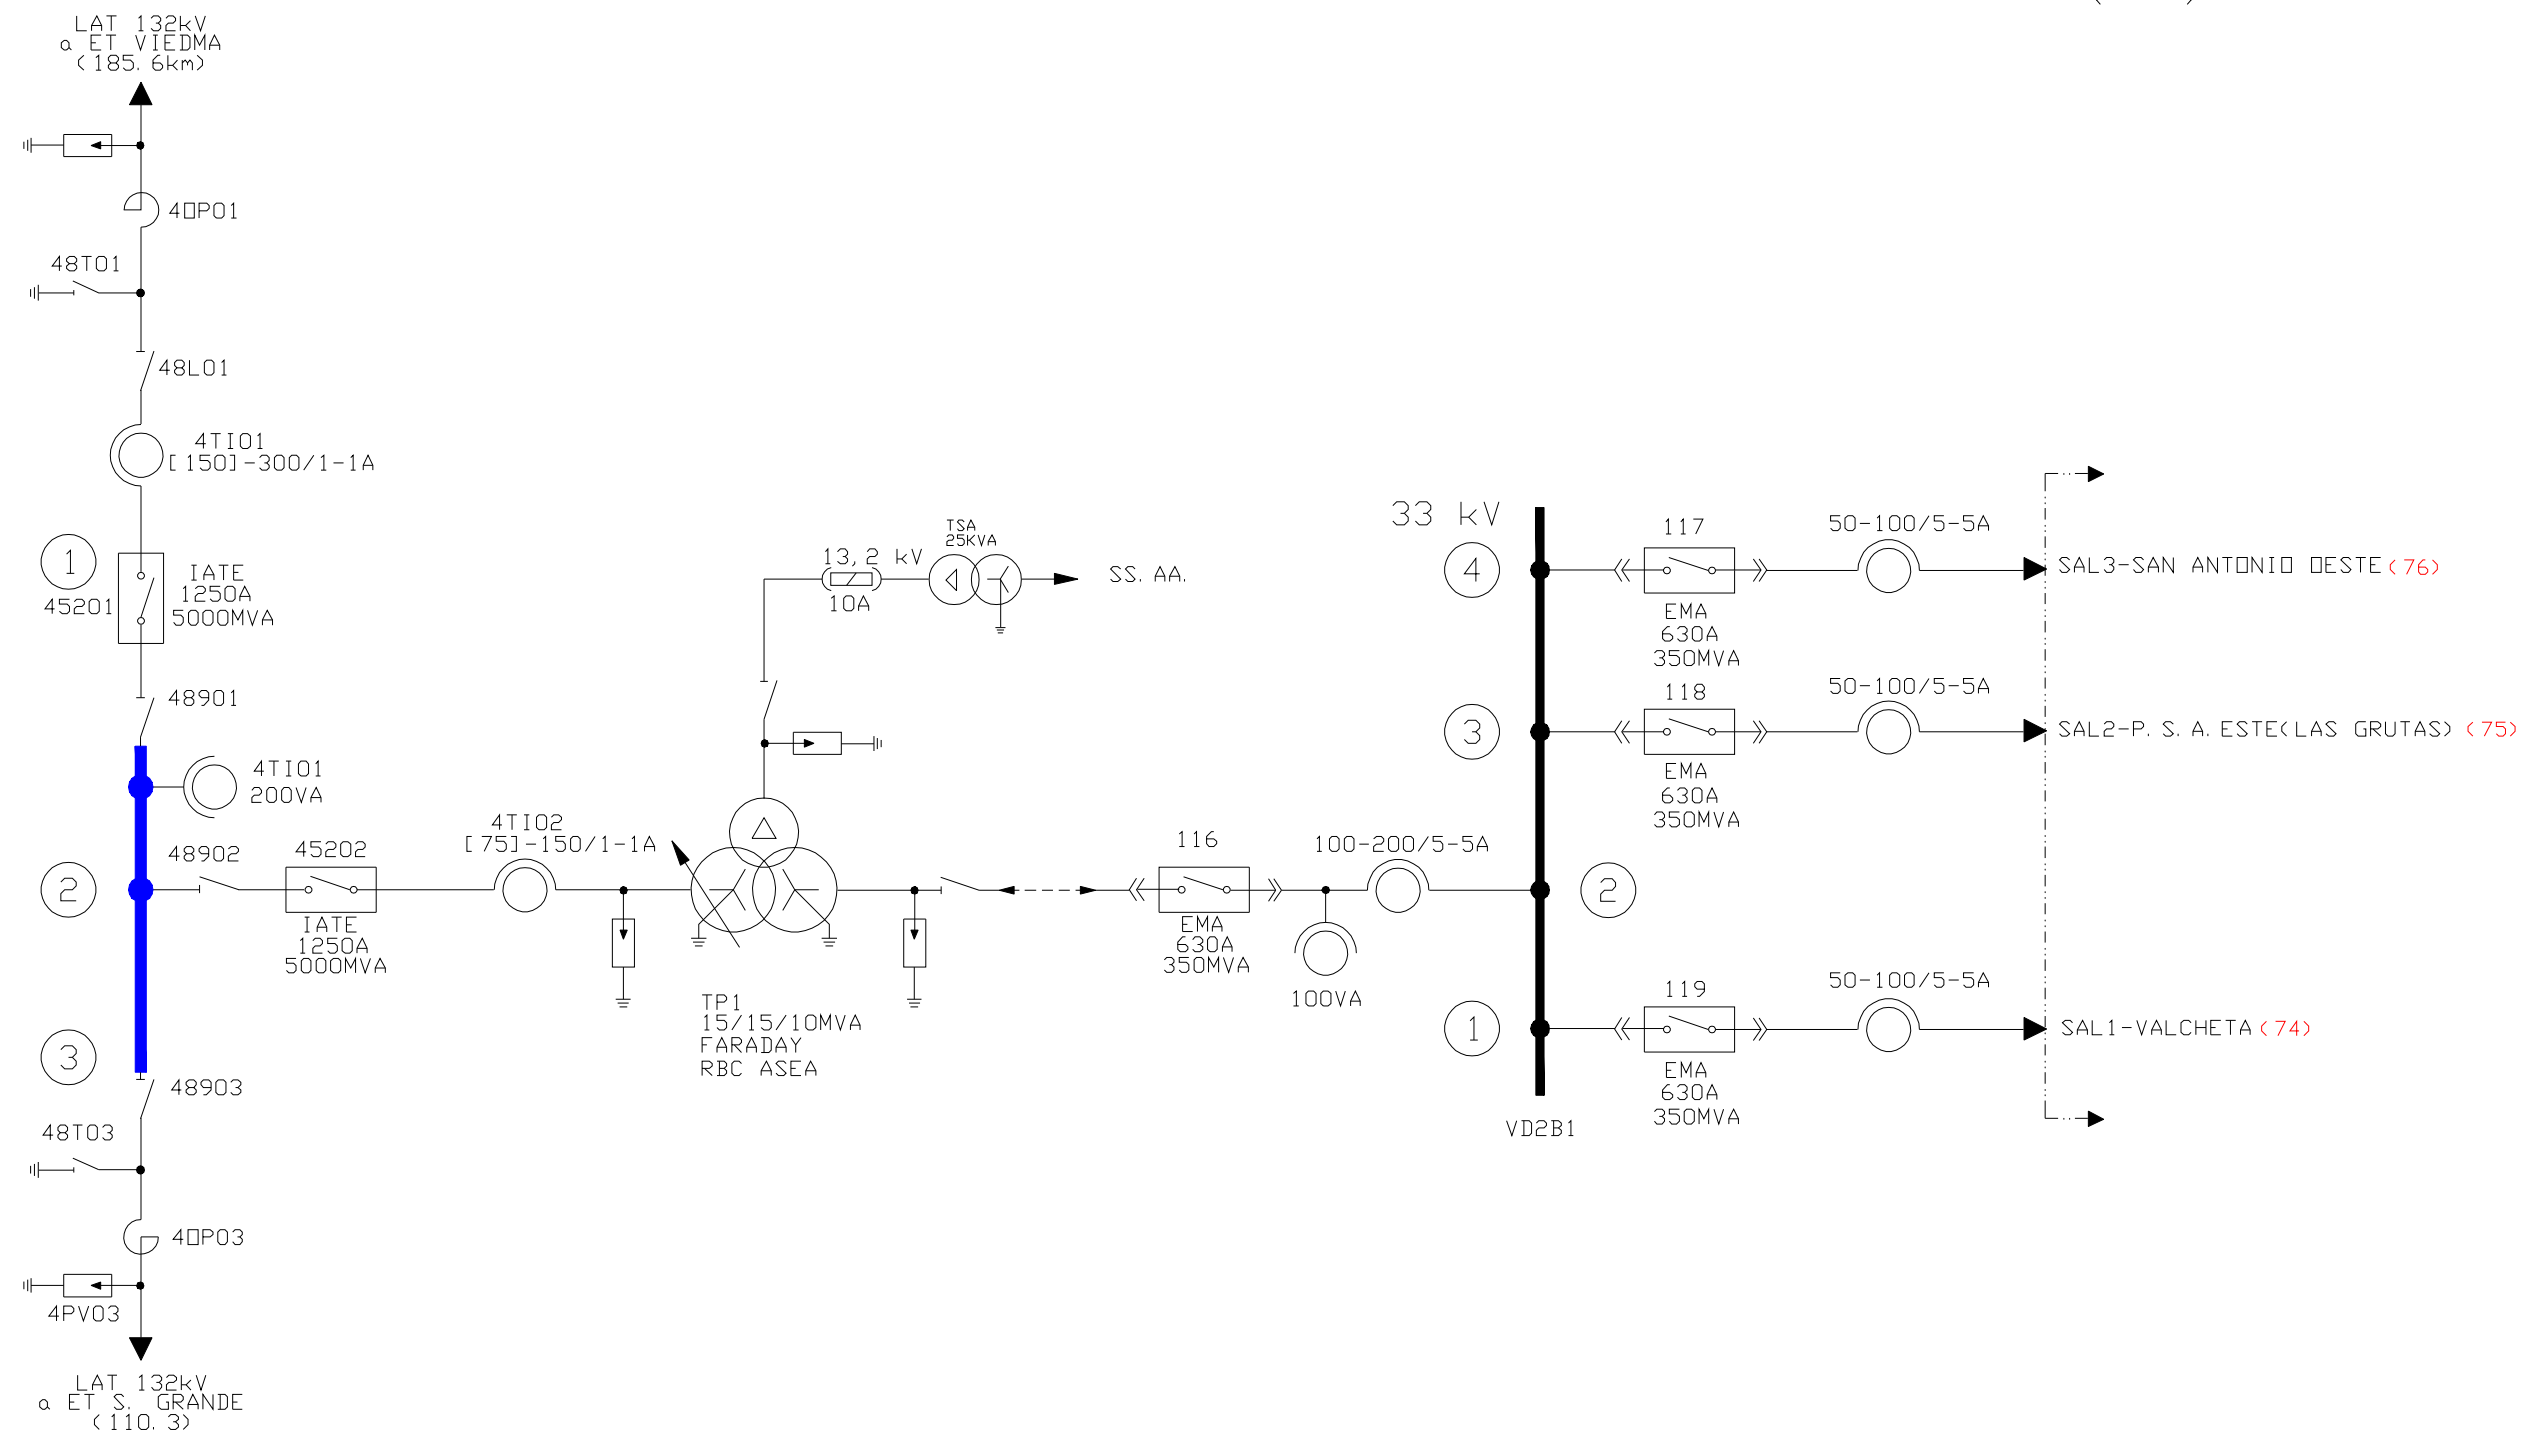 LAT 132kV
a ET VIEDMA
(185.6km)
4OP01
48T01
48L01
4TI01
[150]-300/1-1A
1
45201
IATE
1250A
5000MVA
48901
4TI01
200VA
2
48902
45202
IATE
1250A
5000MVA
4TI02
[75]-150/1-1A
3
48903
48T03
4OP03
4PV03
LAT 132kV
a ET S. GRANDE
(110.3)
13,2 kV
10A
TSA
25KVA
SS. AA.
TP1
15/15/10MVA
FARADAY
RBC ASEA
116
EMA
630A
350MVA
100-200/5-5A
100VA
33 kV
4
117
EMA
630A
350MVA
50-100/5-5A
SAL3-SAN ANTONIO OESTE(76)
3
118
EMA
630A
350MVA
50-100/5-5A
SAL2-P. S. A. ESTE(LAS GRUTAS) (75)
2
1
119
EMA
630A
350MVA
50-100/5-5A
SAL1-VALCHETA(74)
VD2B1